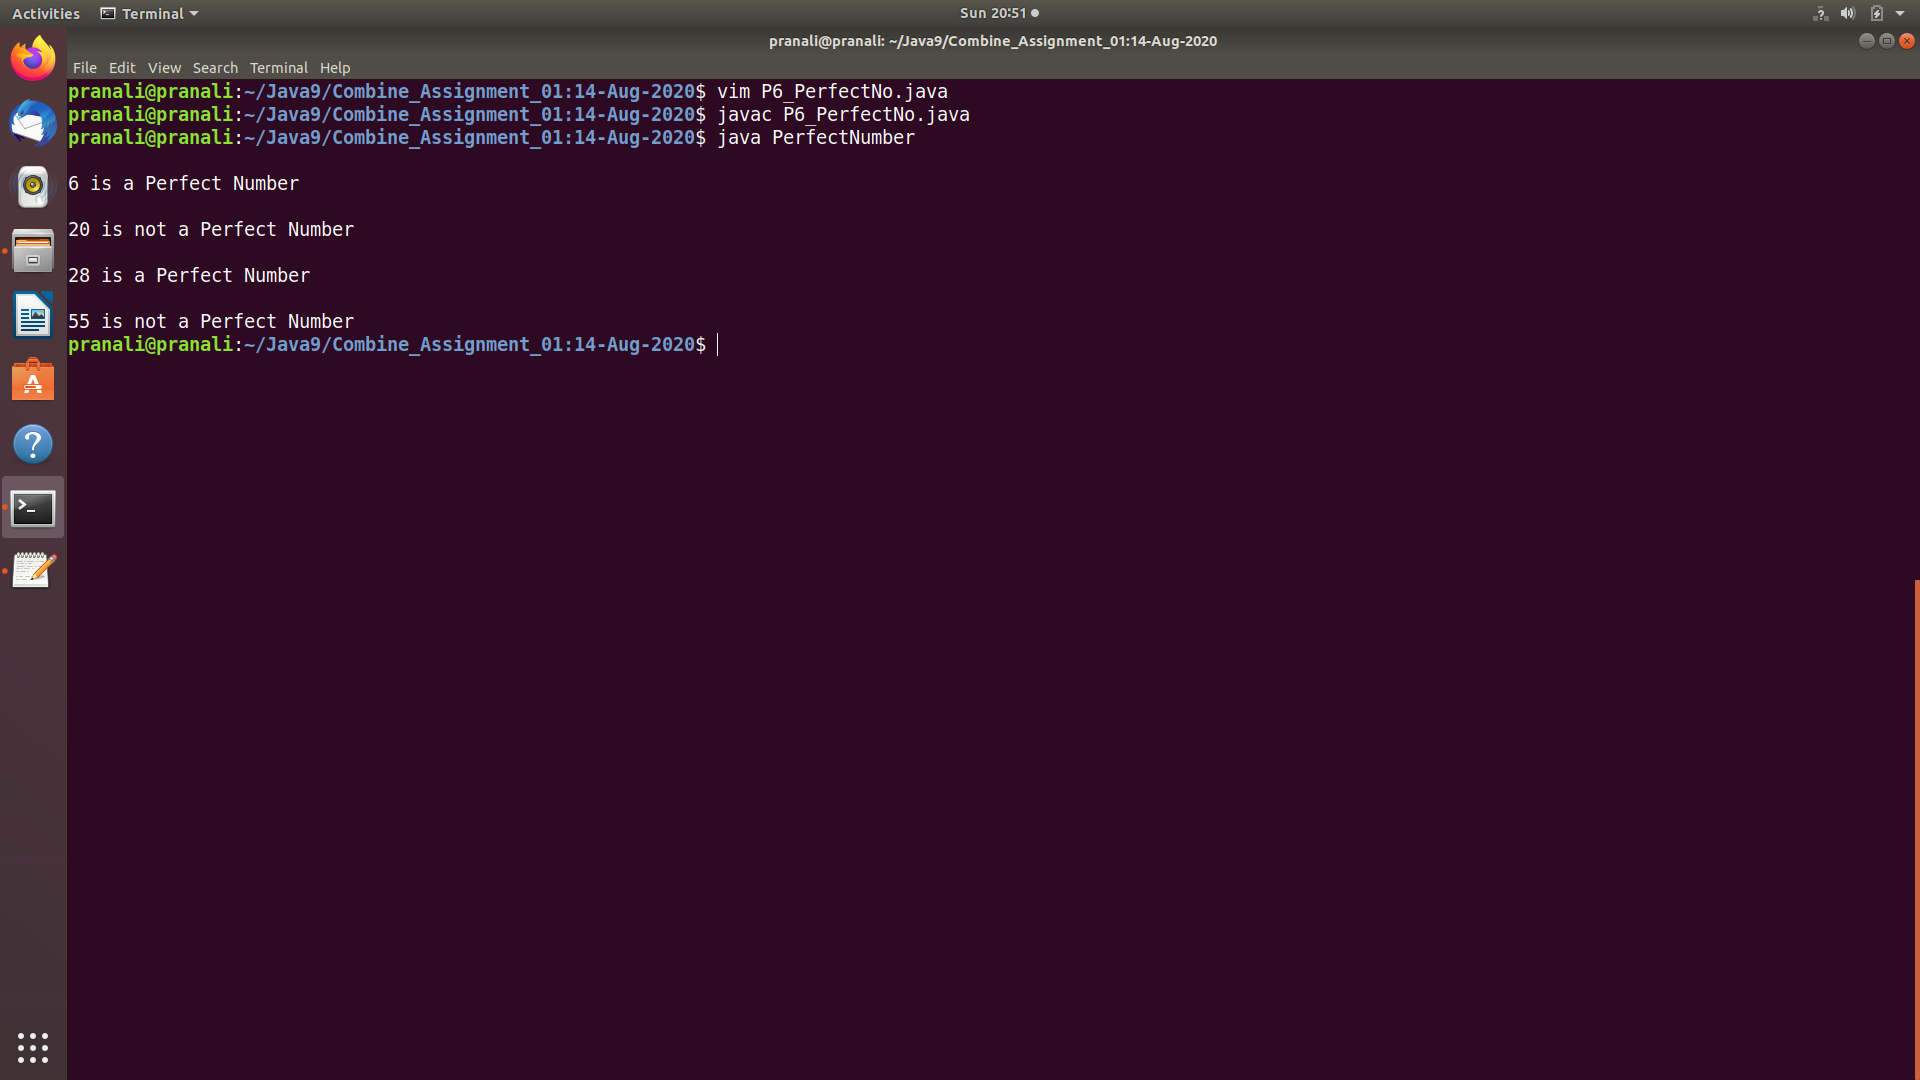 Activities Terminal Sun 20:51
pranali@pranali: ~/Java9/Combine_Assignment_01:14-Aug-2020
File Edit View Search Terminal Help
pranali@pranali:~/Java9/Combine_Assignment_01:14-Aug-2020$ vim P6_PerfectNo.java
pranali@pranali:~/Java9/Combine_Assignment_01:14-Aug-2020$ javac P6_PerfectNo.java
pranali@pranali:~/Java9/Combine_Assignment_01:14-Aug-2020$ java PerfectNumber
6 is a Perfect Number
20 is not a Perfect Number
28 is a Perfect Number
55 is not a Perfect Number
pranali@pranali:~/Java9/Combine_Assignment_01:14-Aug-2020$